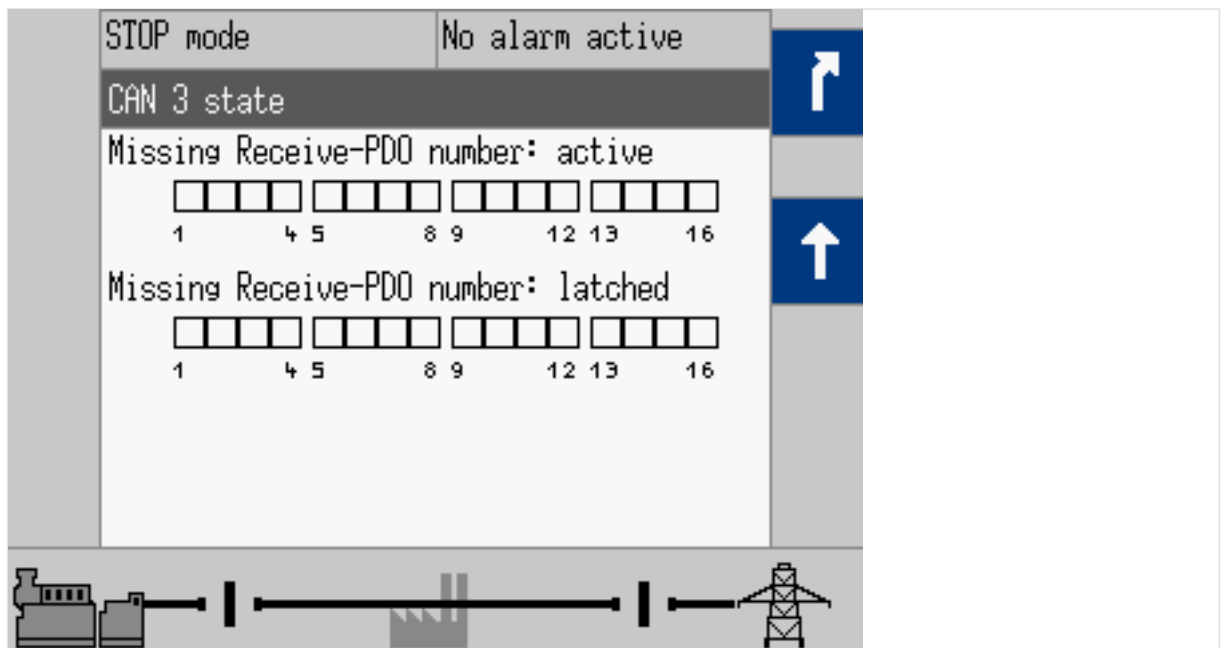 STOP mode No alarm active
CAN 3 state
Missing Receive-PDO number: active
1 4 5 8 9 12 13 16
Missing Receive-PDO number: latched
1 4 5 8 9 12 13 16